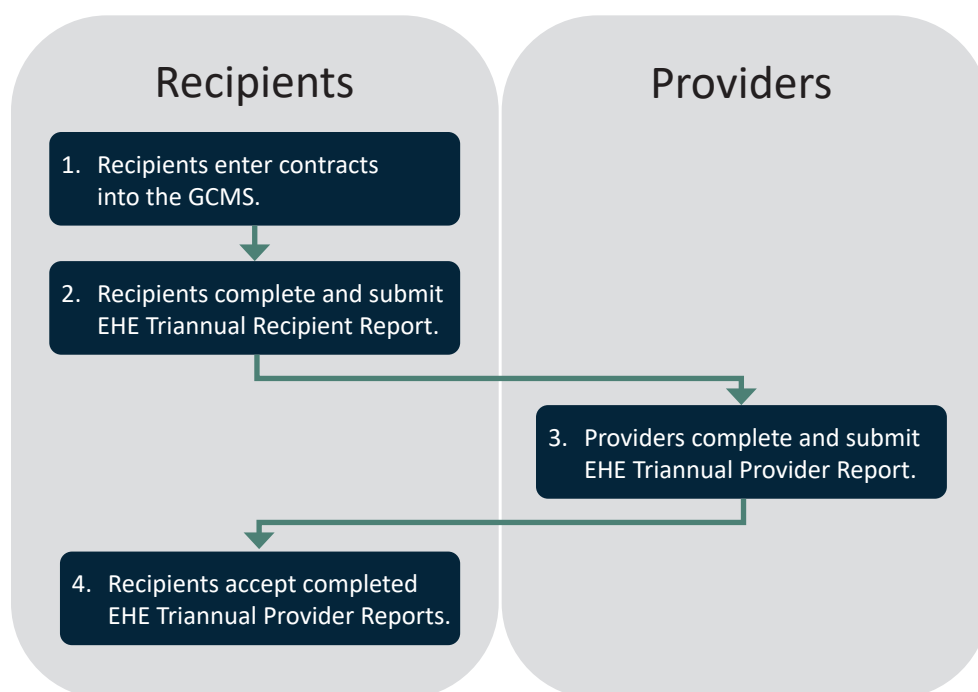 Recipients
Providers
1. Recipients enter contracts
into the GCMS.
2. Recipients complete and submit
EHE Triannual Recipient Report.
3. Providers complete and submit
EHE Triannual Provider Report.
4. Recipients accept completed
EHE Triannual Provider Reports.